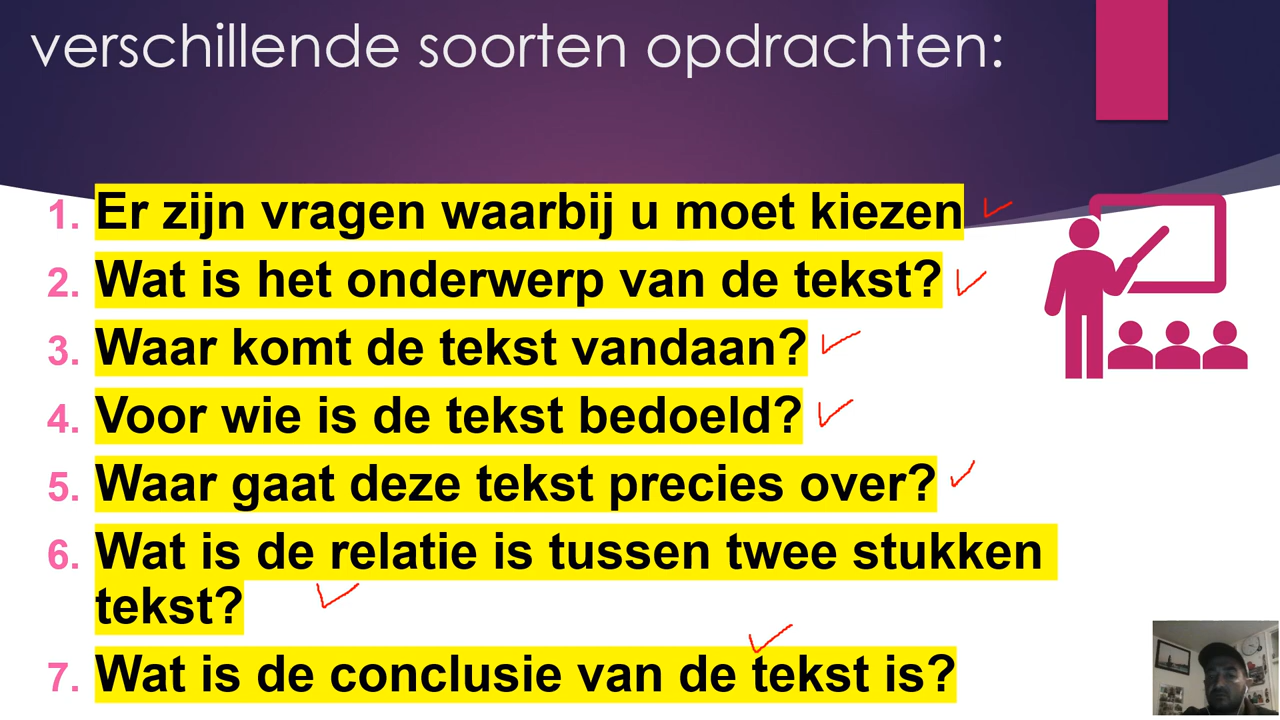 verschillende soorten opdrachten:
1. Er zijn vragen waarbij u moet kiezen
2. Wat is het onderwerp van de tekst?
3. Waar komt de tekst vandaan?
4. Voor wie is de tekst bedoeld?
5. Waar gaat deze tekst precies over?
6. Wat is de relatie is tussen twee stukken
tekst?
7. Wat is de conclusie van de tekst is?